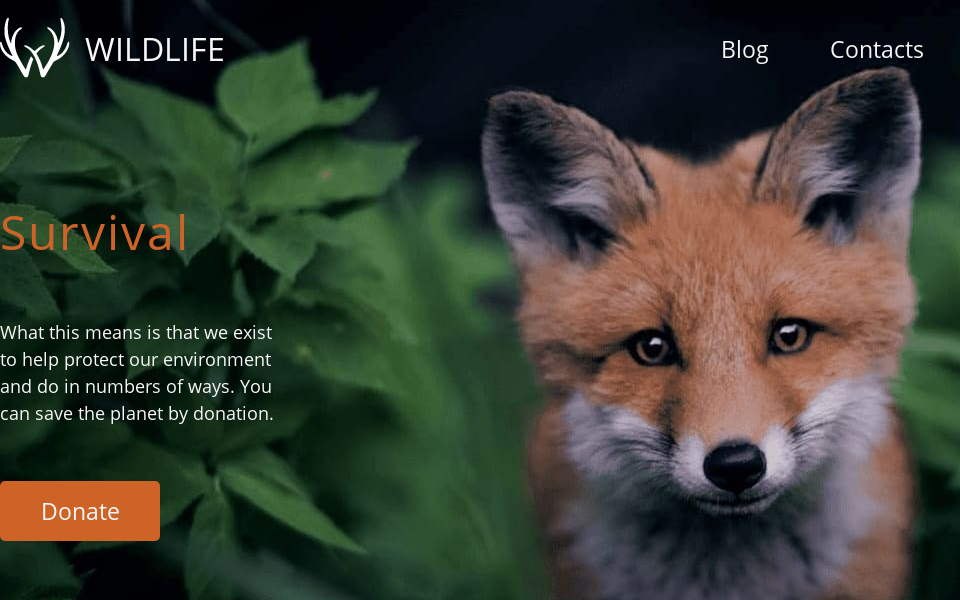 WILDLIFE
Blog
Contacts
Survival
What this means is that we exist
to help protect our environment
and do in numbers of ways. You
can save the planet by donation.
Donate